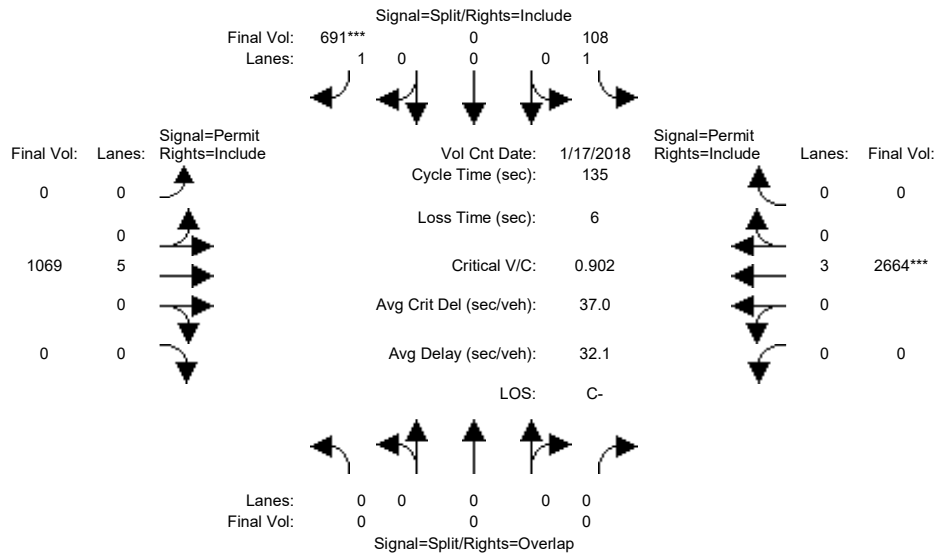 Signal=Split/Rights=Include
Final Vol: 691*** 0 108
Lanes: 1 0 0 0 1
Signal=Permit Signal=Permit
Final Vol: Lanes: Rights=Include Vol Cnt Date: 1/17/2018 Rights=Include Lanes: Final Vol:
Cycle Time (sec): 135
0 0 0 0
Loss Time (sec): 6
0 0
1069 5 Critical V/C: 0.902 3 2664***
0 Avg Crit Del (sec/veh): 37.0 0
0 0 Avg Delay (sec/veh): 32.1 0 0
LOS: C-
Lanes: 0 0 0 0 0
Final Vol: 0 0 0
Signal=Split/Rights=Overlap